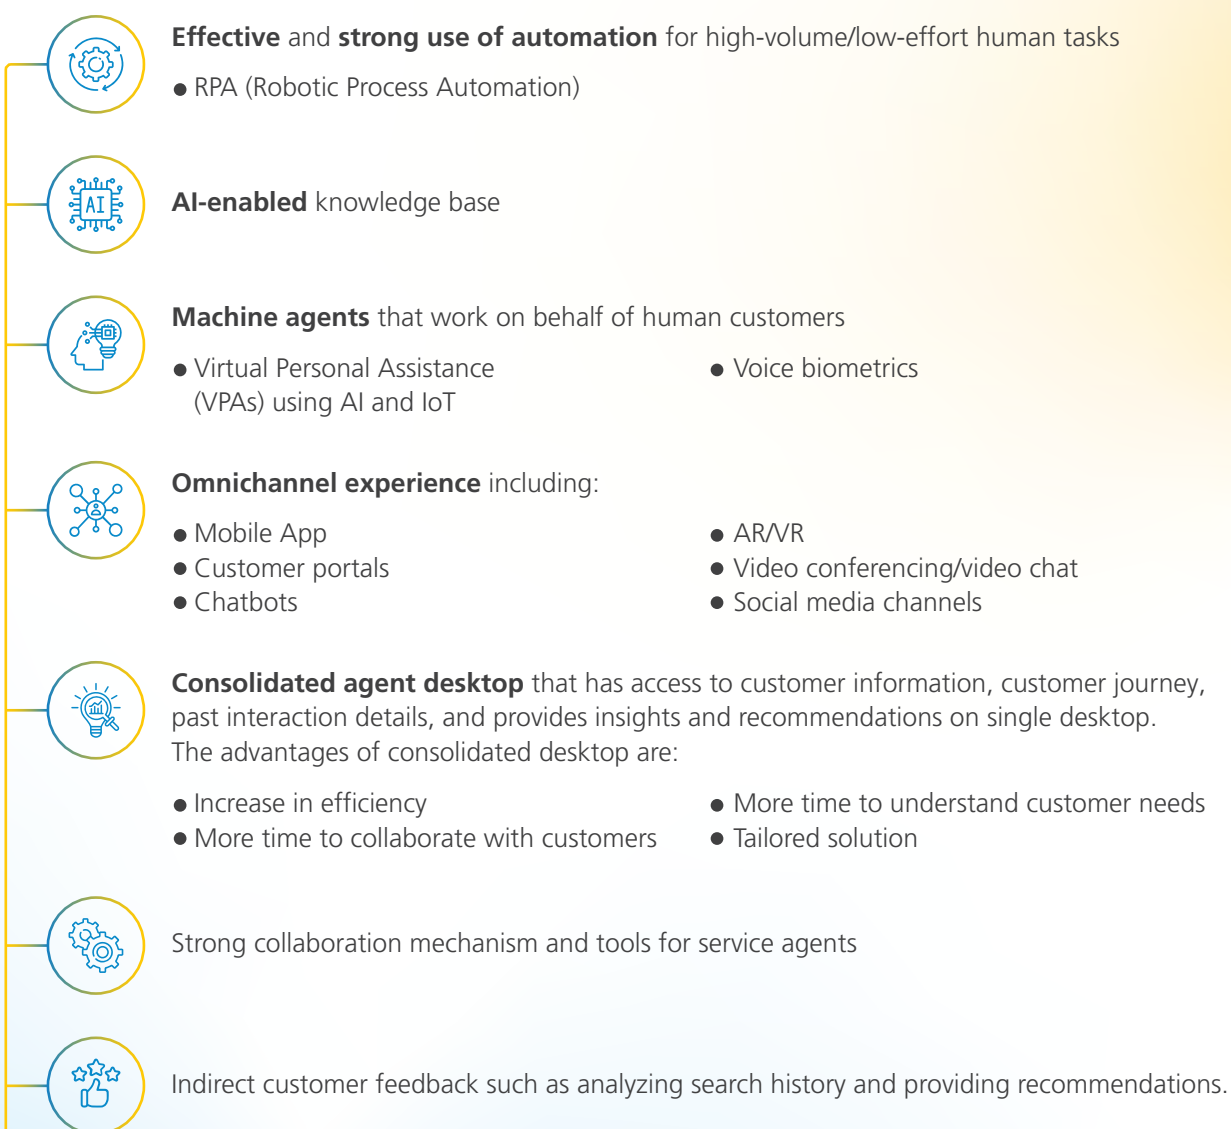 Effective and strong use of automation for high-volume/low-effort human tasks
● RPA (Robotic Process Automation)
AI
AI-enabled knowledge base
Machine agents that work on behalf of human customers
● Virtual Personal Assistance
(VPAs) using AI and IoT
● Voice biometrics
Omnichannel experience including:
● Mobile App
● Customer portals
● Chatbots
● AR/VR
● Video conferencing/video chat
● Social media channels
Consolidated agent desktop that has access to customer information, customer journey,
past interaction details, and provides insights and recommendations on single desktop.
The advantages of consolidated desktop are:
● Increase in efficiency
● More time to collaborate with customers
● More time to understand customer needs
● Tailored solution
Strong collaboration mechanism and tools for service agents
Indirect customer feedback such as analyzing search history and providing recommendations.